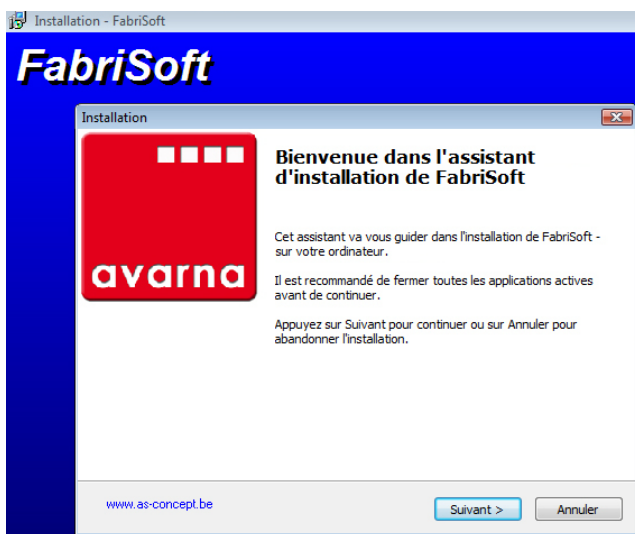 Installation - FabriSoft
FabriSoft
Installation
avarna
Bienvenue dans l'assistant
d'installation de FabriSoft
Cet assistant va vous guider dans l'installation de FabriSoft -
sur votre ordinateur.
Il est recommandé de fermer toutes les applications actives
avant de continuer.
Appuyez sur Suivant pour continuer ou sur Annuler pour
abandonner l'installation.
www.as-concept.be
Suivant >
Annuler